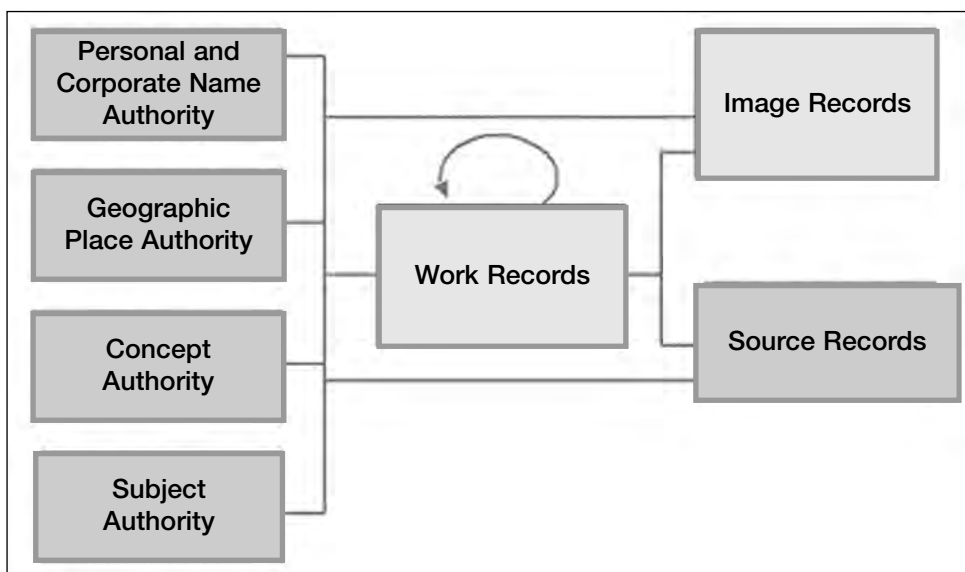 Personal and
Corporate Name
Authority
Geographic
Place Authority
Concept
Authority
Subject
Authority
Work Records
Image Records
Source Records